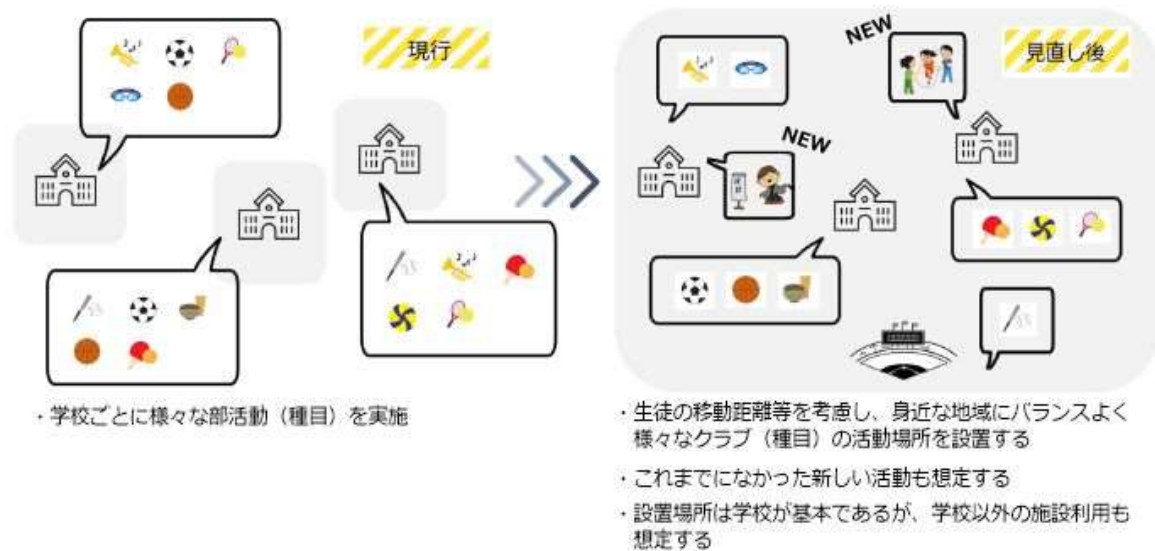 現行
・学校ごとに様々な部活動（種目）を実施
NEW
見直し後
NEW
・生徒の移動距離等を考慮し、身近な地域にバランスよく
様々なクラブ（種目）の活動場所を設置する
・これまでになかった新しい活動も想定する
・設置場所は学校が基本であるが、学校以外の施設利用も
想定する